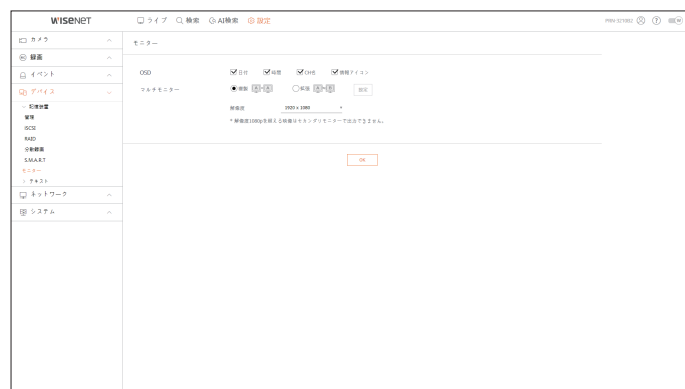 WISENET
ライブ 検索 AI検索 設定
PRN-3210B2
カメラ
録画
イベント
デバイス
記憶装置
管理
iSCSI
RAID
分散録画
S.M.A.R.T
モニター
テキスト
ネットワーク
システム
モニター
OSD
日付 時間 CH名 情報アイコン
マルチモニター
複製 A A 拡張 A B 設定
解像度 1920 x 1080
* 解像度1080pを超える映像はセカンダリモニターで出力できません。
OK